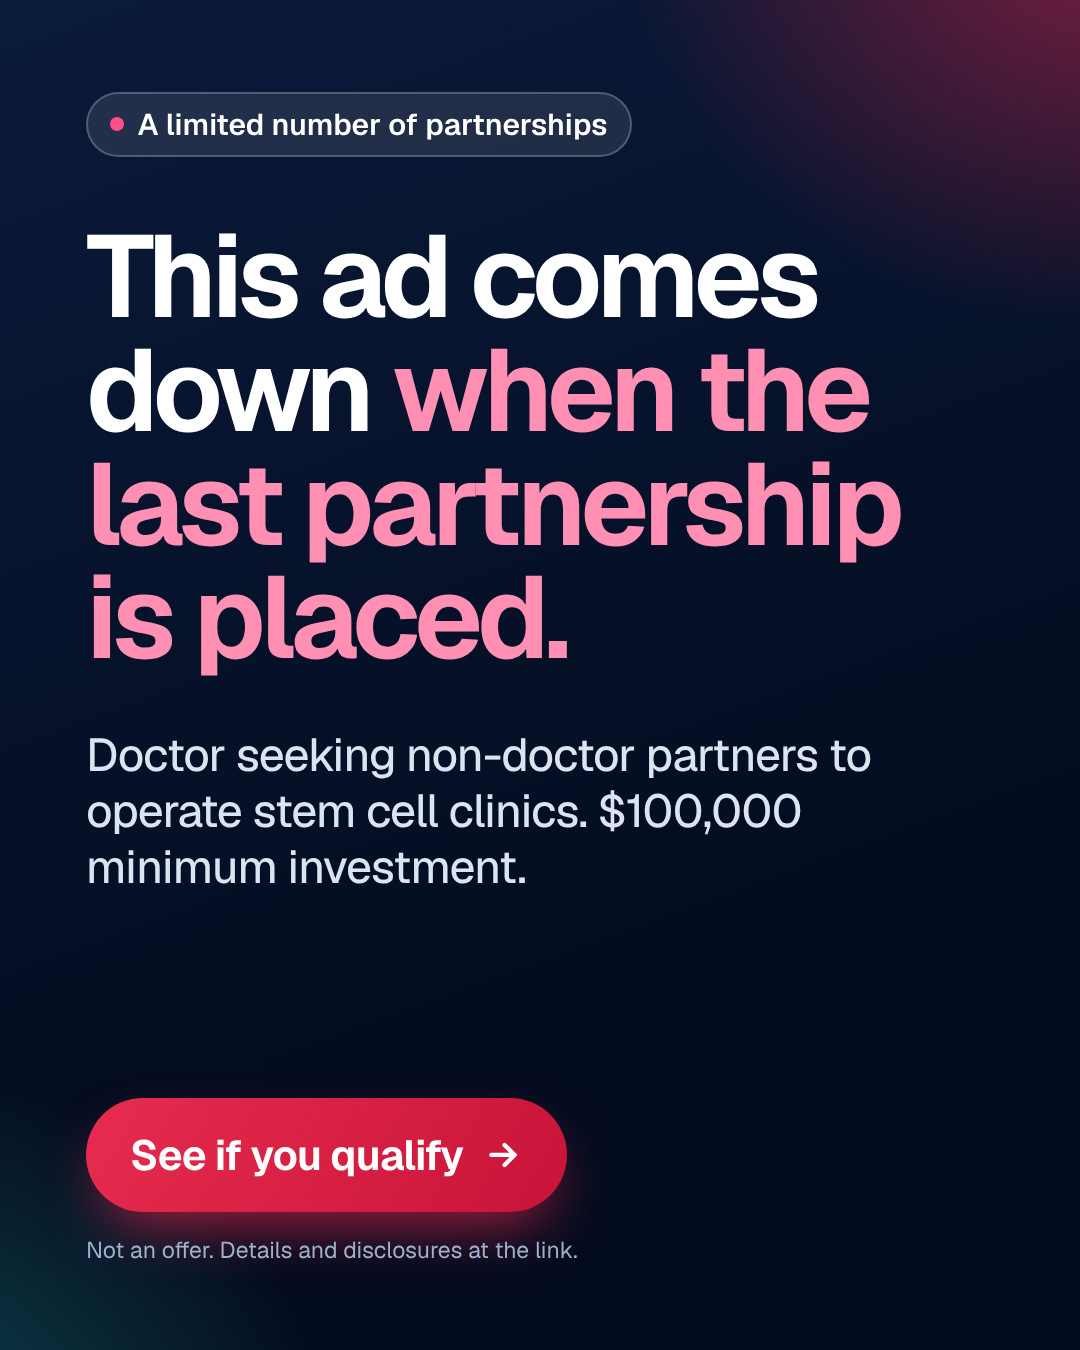 A limited number of partnerships
This ad comes
down when the
last partnership
is placed.
Doctor seeking non-doctor partners to
operate stem cell clinics. $100,000
minimum investment.
See if you qualify →
Not an offer. Details and disclosures at the link.